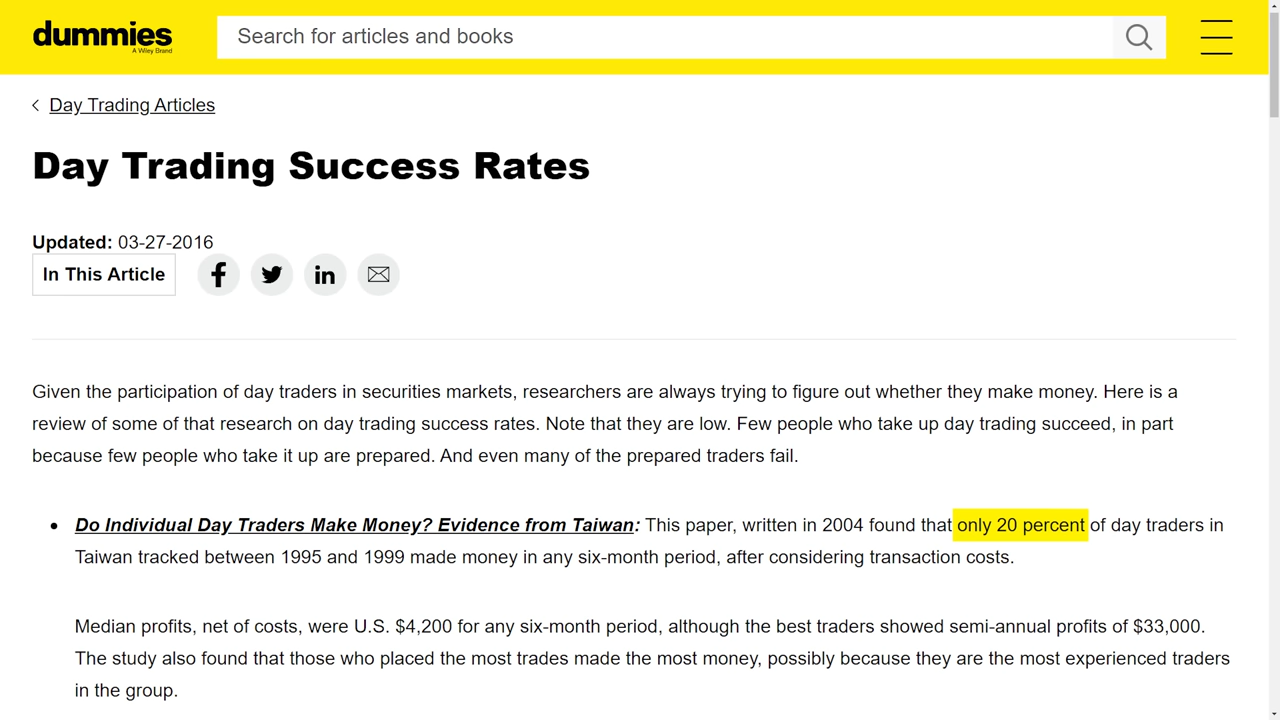 dummies
A Wiley Brand
Search for articles and books
Day Trading Articles
Day Trading Success Rates
Updated: 03-27-2016
In This Article
Given the participation of day traders in securities markets, researchers are always trying to figure out whether they make money. Here is a
review of some of that research on day trading success rates. Note that they are low. Few people who take up day trading succeed, in part
because few people who take it up are prepared. And even many of the prepared traders fail.
• Do Individual Day Traders Make Money? Evidence from Taiwan: This paper, written in 2004 found that only 20 percent of day traders in
Taiwan tracked between 1995 and 1999 made money in any six-month period, after considering transaction costs.
Median profits, net of costs, were U.S. $4,200 for any six-month period, although the best traders showed semi-annual profits of $33,000.
The study also found that those who placed the most trades made the most money, possibly because they are the most experienced traders
in the group.